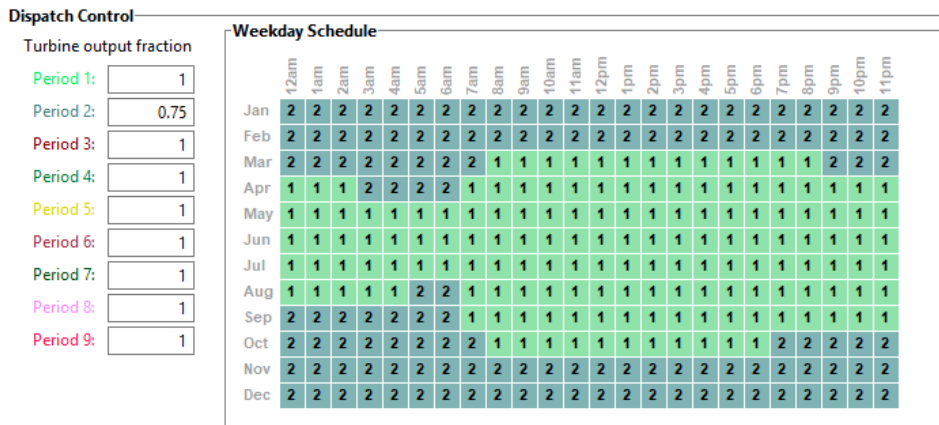 Dispatch Control
Turbine output fraction
Period 1: 1
Period 2: 0.75
Period 3: 1
Period 4: 1
Period 5: 1
Period 6: 1
Period 7: 1
Period 8: 1
Period 9: 1
Weekday Schedule
12am 1am 2am 3am 4am 5am 6am 7am 8am 9am 10am 11am 12pm 1pm 2pm 3pm 4pm 5pm 6pm 7pm 8pm 9pm 10pm 11pm
Jan 2 2 2 2 2 2 2 2 2 2 2 2 2 2 2 2 2 2 2 2 2 2 2 2
Feb 2 2 2 2 2 2 2 2 2 2 2 2 2 2 2 2 2 2 2 2 2 2 2 2
Mar 2 2 2 2 2 2 2 2 1 1 1 1 1 1 1 1 1 1 1 1 1 2 2 2
Apr 1 1 1 2 2 2 2 1 1 1 1 1 1 1 1 1 1 1 1 1 1 1 1 1
May 1 1 1 1 1 1 1 1 1 1 1 1 1 1 1 1 1 1 1 1 1 1 1 1
Jun 1 1 1 1 1 1 1 1 1 1 1 1 1 1 1 1 1 1 1 1 1 1 1 1
Jul 1 1 1 1 1 1 1 1 1 1 1 1 1 1 1 1 1 1 1 1 1 1 1 1
Aug 1 1 1 1 1 2 2 1 1 1 1 1 1 1 1 1 1 1 1 1 1 1 1 1
Sep 2 2 2 2 2 2 2 1 1 1 1 1 1 1 1 1 1 1 1 1 1 1 1 1
Oct 2 2 2 2 2 2 2 2 1 1 1 1 1 1 1 1 1 1 1 2 2 2 2 2
Nov 2 2 2 2 2 2 2 2 2 2 2 2 2 2 2 2 2 2 2 2 2 2 2 2
Dec 2 2 2 2 2 2 2 2 2 2 2 2 2 2 2 2 2 2 2 2 2 2 2 2